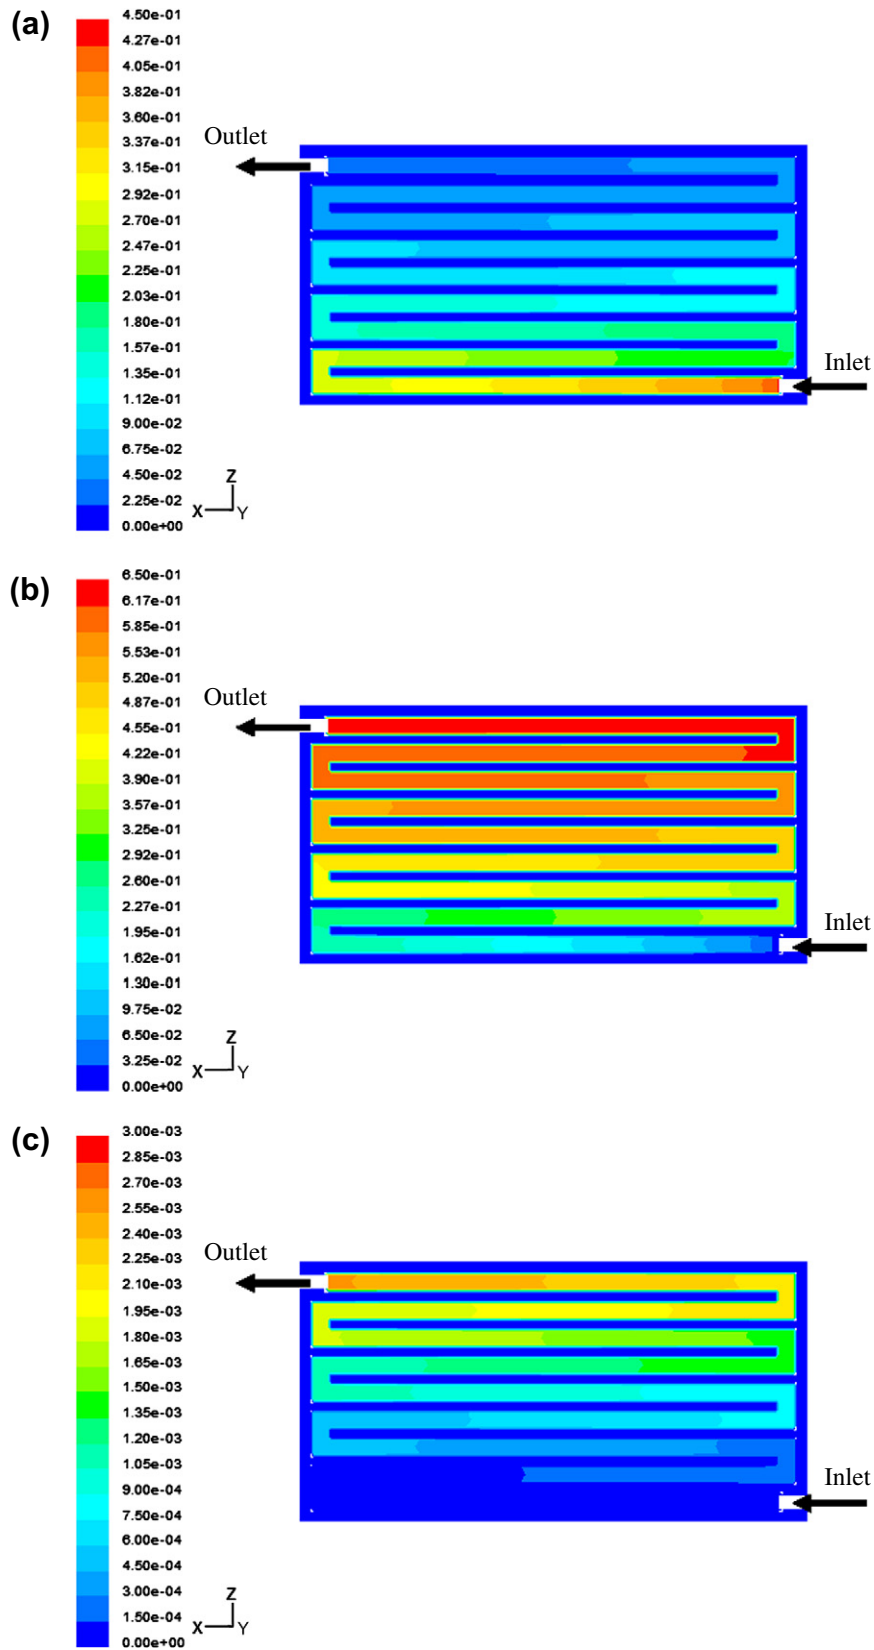 (a)
4.50e-01
4.27e-01
4.05e-01
3.82e-01
3.60e-01
3.37e-01
3.15e-01
2.92e-01
2.70e-01
2.47e-01
2.25e-01
2.03e-01
1.80e-01
1.57e-01
1.35e-01
1.12e-01
9.00e-02
6.75e-02
4.50e-02
2.25e-02
0.00e+00
Outlet
Inlet
Z
X
Y
(b)
6.50e-01
6.17e-01
5.85e-01
5.53e-01
5.20e-01
4.87e-01
4.55e-01
4.22e-01
3.90e-01
3.57e-01
3.25e-01
2.92e-01
2.60e-01
2.27e-01
1.95e-01
1.62e-01
1.30e-01
9.75e-02
6.50e-02
3.25e-02
0.00e+00
Outlet
Inlet
Z
X
Y
(c)
3.00e-03
2.85e-03
2.70e-03
2.55e-03
2.40e-03
2.25e-03
2.10e-03
1.95e-03
1.80e-03
1.65e-03
1.50e-03
1.35e-03
1.20e-03
1.05e-03
9.00e-04
7.50e-04
6.00e-04
4.50e-04
3.00e-04
1.50e-04
0.00e+00
Outlet
Inlet
Z
X
Y